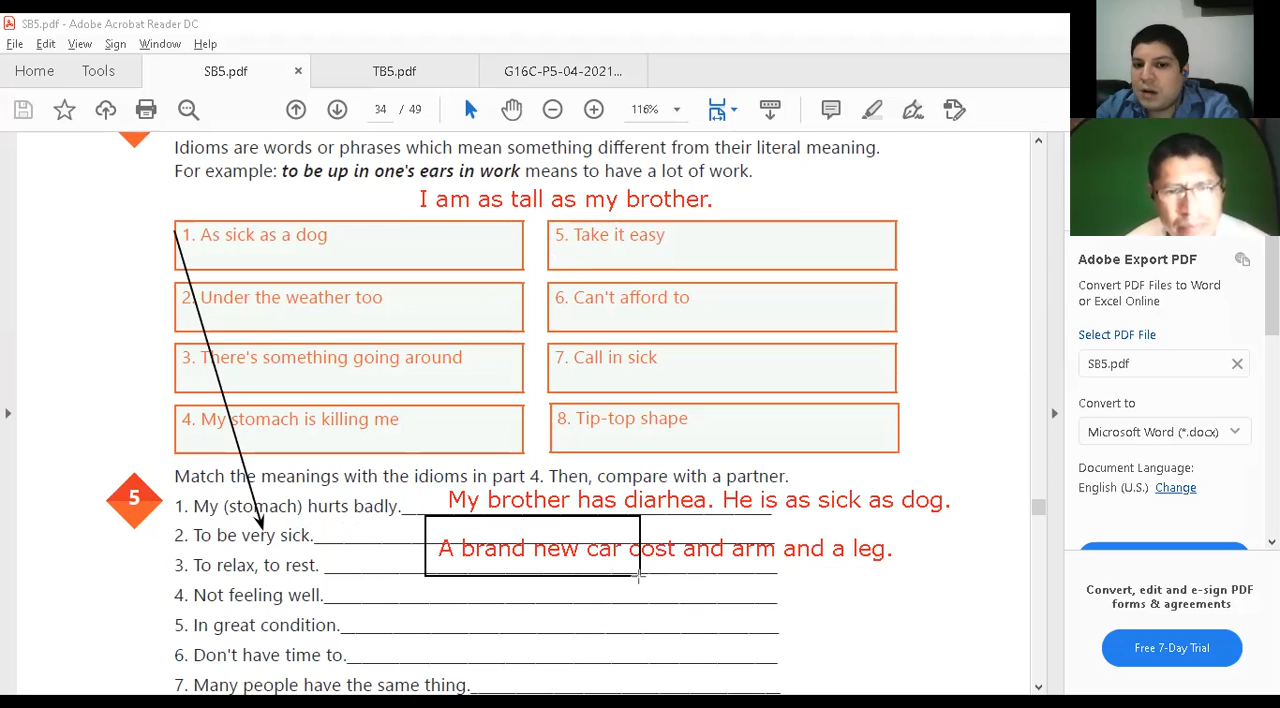 SB5.pdf - Adobe Acrobat Reader DC
File Edit View Sign Window Help
Home Tools SB5.pdf × TB5.pdf G16C-P5-04-2021...
34 / 49 116%
Idioms are words or phrases which mean something different from their literal meaning.
For example: to be up in one's ears in work means to have a lot of work.
I am as tall as my brother.
1. As sick as a dog
5. Take it easy
2. Under the weather too
6. Can't afford to
3. There's something going around
7. Call in sick
4. My stomach is killing me
8. Tip-top shape
5
Match the meanings with the idioms in part 4. Then, compare with a partner.
1. My (stomach) hurts badly.
My brother has diarhea. He is as sick as dog.
2. To be very sick.
A brand new car cost and arm and a leg.
3. To relax, to rest.
4. Not feeling well.
5. In great condition.
6. Don't have time to.
7. Many people have the same thing.
Adobe Export PDF
Convert PDF Files to Word
or Excel Online
Select PDF File
SB5.pdf
Convert to
Microsoft Word (*.docx)
Document Language:
English (U.S.) Change
Convert, edit and e-sign PDF
forms & agreements
Free 7-Day Trial